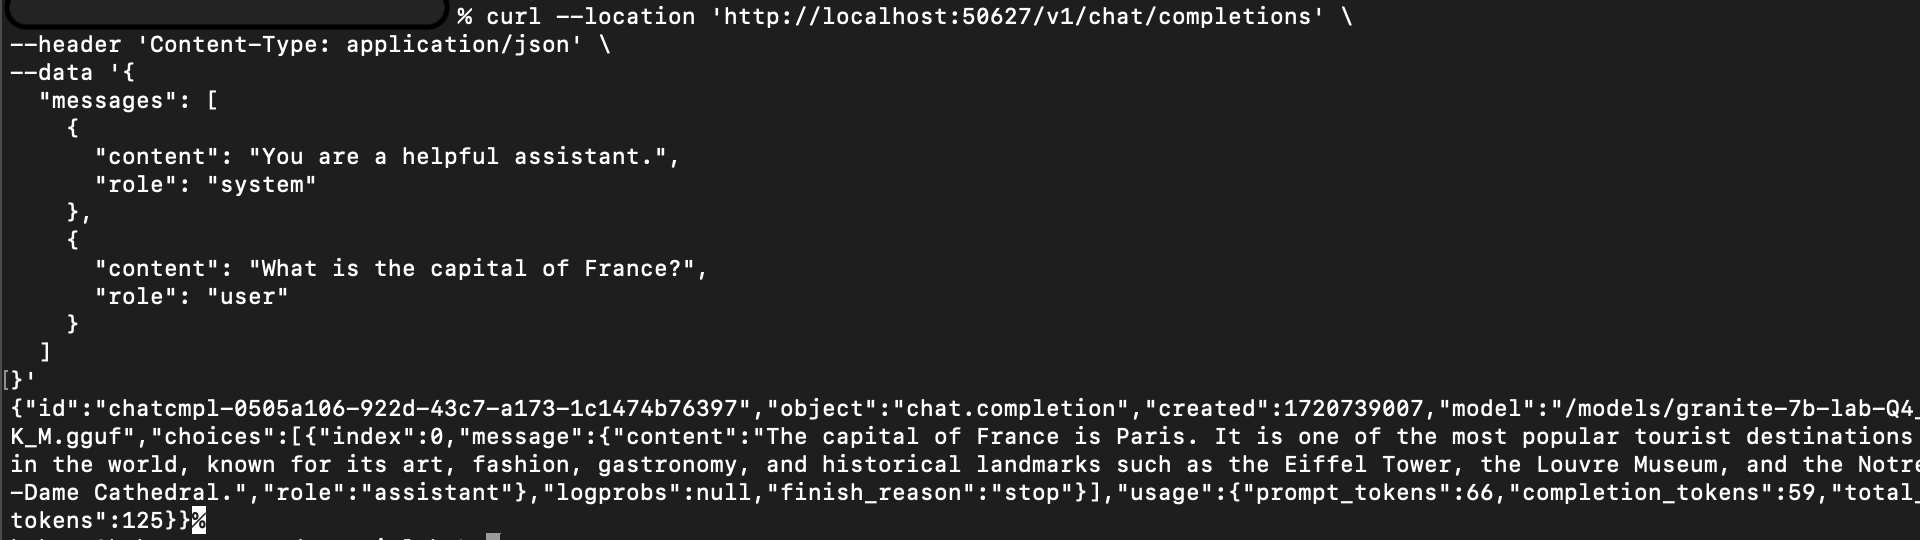 % curl --location 'http://localhost:50627/v1/chat/completions' \
--header 'Content-Type: application/json' \
--data '{
  "messages": [
    {
      "content": "You are a helpful assistant.",
      "role": "system"
    },
    {
      "content": "What is the capital of France?",
      "role": "user"
    }
  ]
[}'
{"id":"chatcmpl-0505a106-922d-43c7-a173-1c1474b76397","object":"chat.completion","created":1720739007,"model":"/models/granite-7b-lab-Q4_
K_M.gguf","choices":[{"index":0,"message":{"content":"The capital of France is Paris. It is one of the most popular tourist destinations
in the world, known for its art, fashion, gastronomy, and historical landmarks such as the Eiffel Tower, the Louvre Museum, and the Notre
-Dame Cathedral.","role":"assistant"},"logprobs":null,"finish_reason":"stop"}],"usage":{"prompt_tokens":66,"completion_tokens":59,"total_
tokens":125}}%